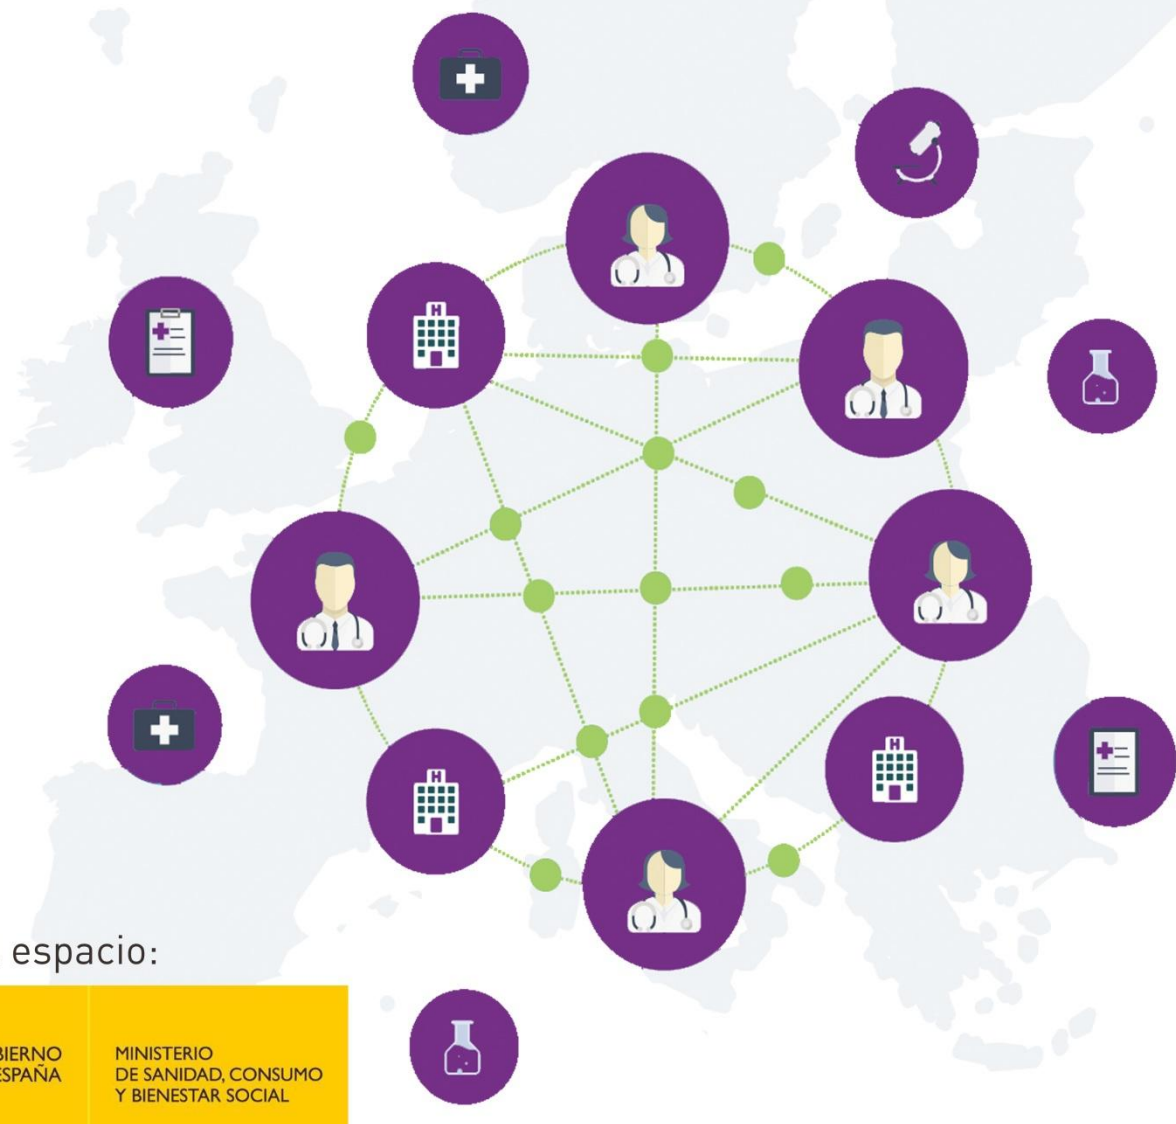 espacio:
BIERNO
ESPAÑA
MINISTERIO
DE SANIDAD, CONSUMO
Y BIENESTAR SOCIAL
H
H
H